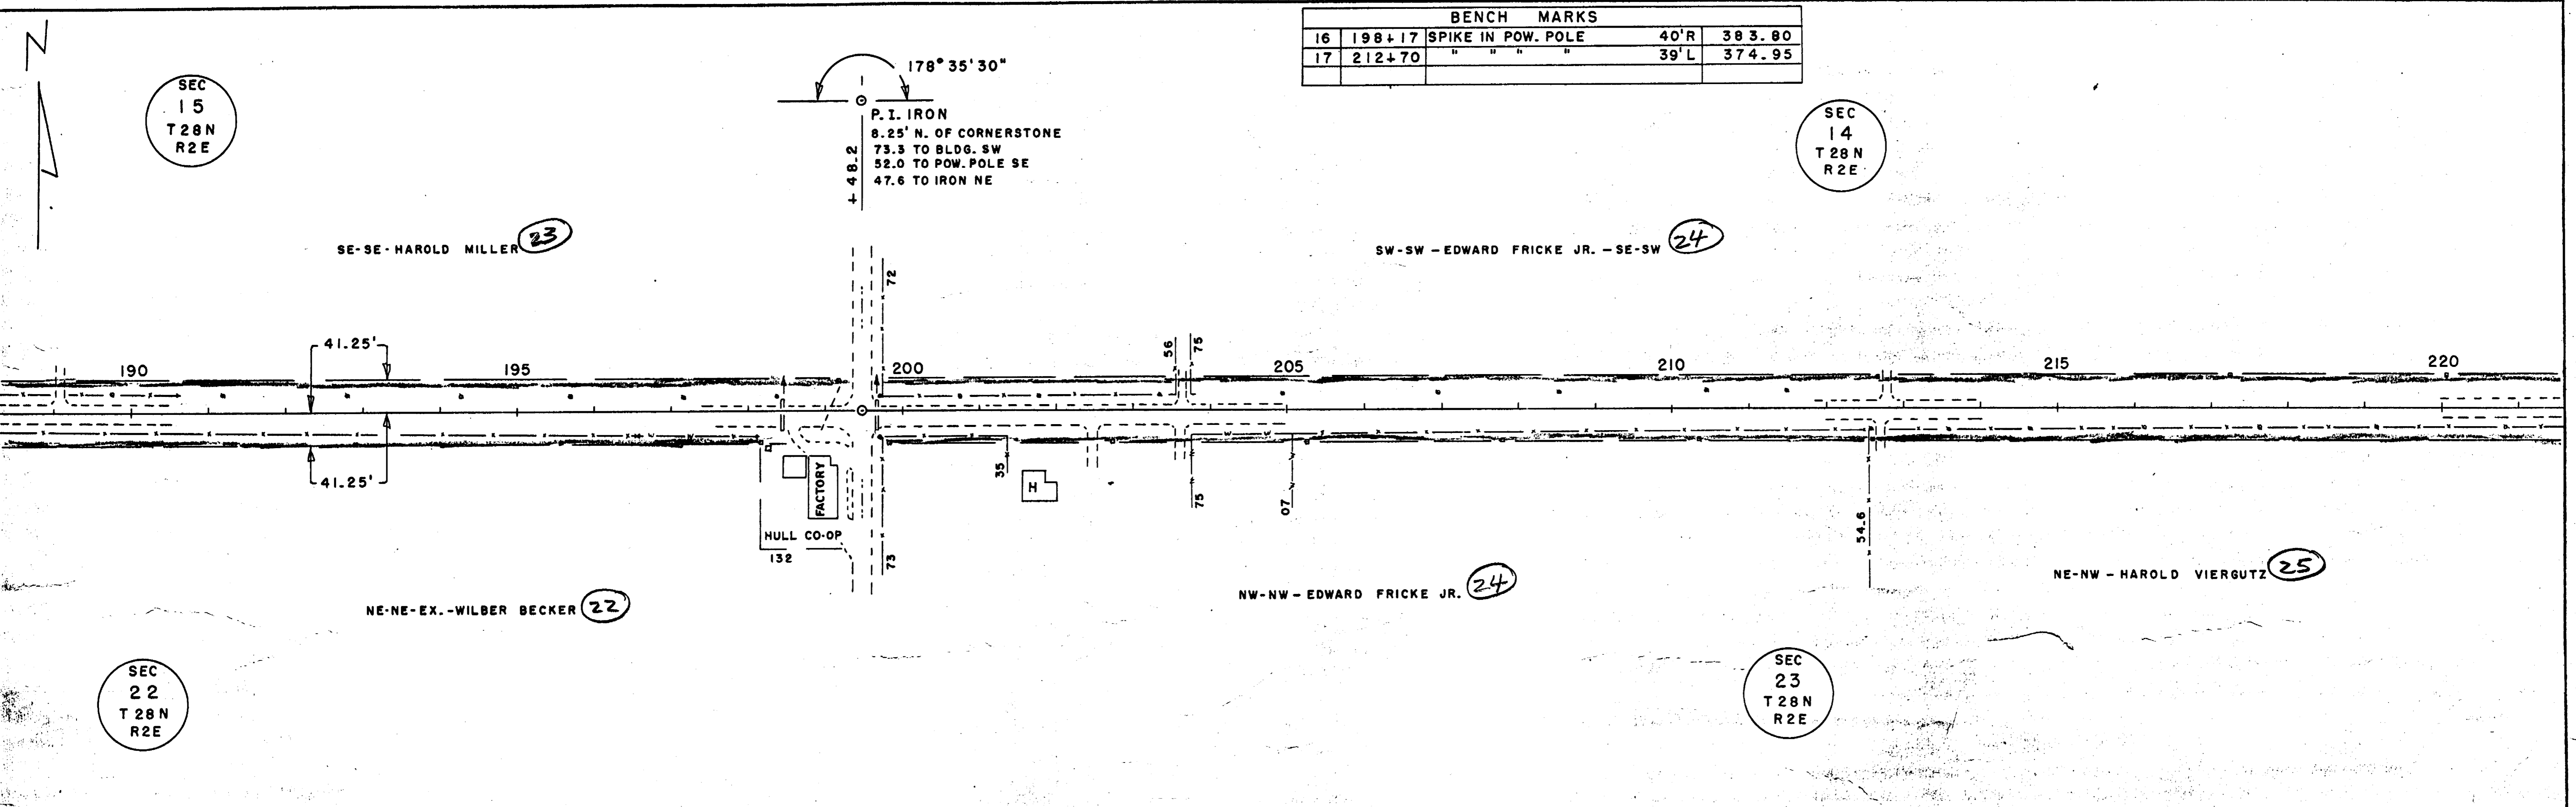 BENCH MARKS
16 198+17 SPIKE IN POW. POLE 40'R 383.80
17 212+70 " " " " 39'L 374.95
N
SEC
15
T28N
R2E
178° 35' 30"
P.I. IRON
8.25' N. OF CORNERSTONE
73.3 TO BLDG. SW
52.0 TO POW. POLE SE
47.6 TO IRON NE
+ 48.2
SEC
14
T 28 N
R2E
SE-SE-HAROLD MILLER 23
SW-SW-EDWARD FRICKE JR.-SE-SW 24
72
41.25'
56
75
190
195
200
205
210
215
220
41.25'
FACTORY
35
H
75
07
HULL CO-OP
132
73
54.6
NE-NE-EX.-WILBER BECKER 22
NW-NW-EDWARD FRICKE JR. 24
NE-NW-HAROLD VIERGUTZ 25
SEC
22
T 28 N
R2E
SEC
23
T 28 N
R2E